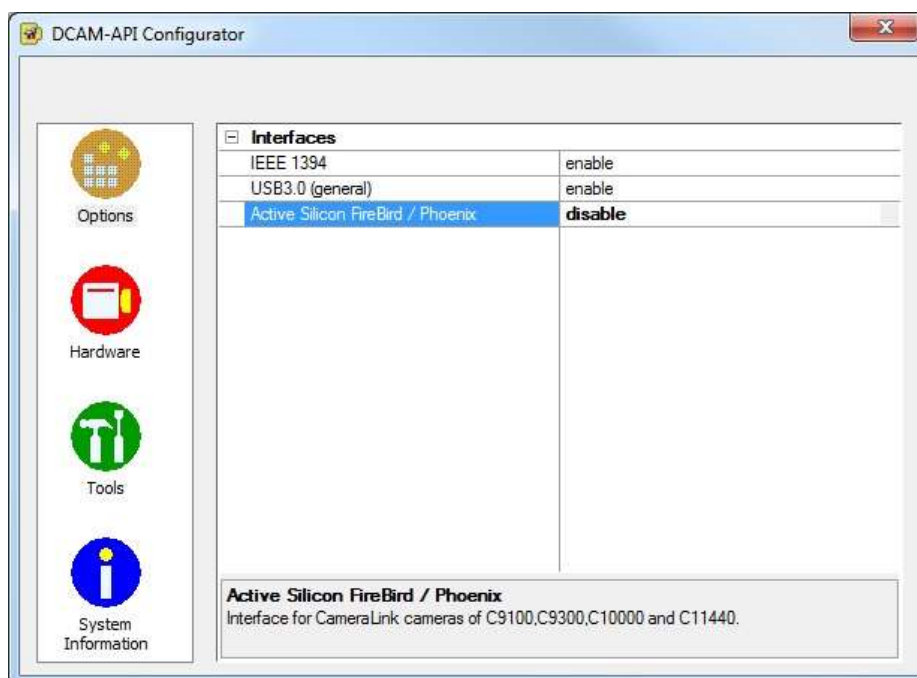 DCAM-API Configurator
Options
Hardware
Tools
System
Information
Interfaces
IEEE 1394 enable
USB3.0 (general) enable
Active Silicon FireBird / Phoenix disable
Active Silicon FireBird / Phoenix
Interface for CameraLink cameras of C9100,C9300,C10000 and C11440.